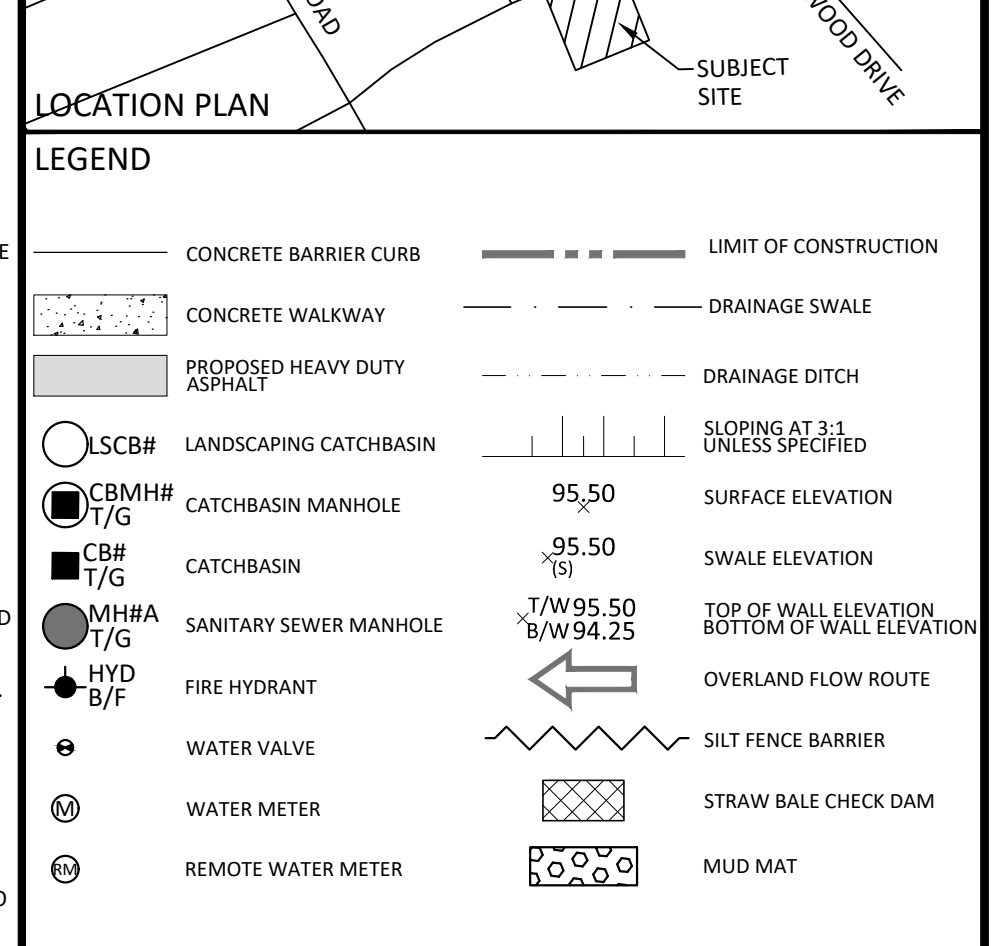 OAD
WOOD DRIVE
SUBJECT
SITE
LOCATION PLAN
LEGEND
E
CONCRETE BARRIER CURB
CONCRETE WALKWAY
PROPOSED HEAVY DUTY
ASPHALT
LSCB#
LANDSCAPING CATCHBASIN
CBMH#
T/G
CATCHBASIN MANHOLE
CB#
T/G
CATCHBASIN
D
MH#A
T/G
SANITARY SEWER MANHOLE
HYD
B/F
FIRE HYDRANT
WATER VALVE
M
WATER METER
RM
REMOTE WATER METER
LIMIT OF CONSTRUCTION
DRAINAGE SWALE
DRAINAGE DITCH
SLOPING AT 3:1
UNLESS SPECIFIED
95.50
SURFACE ELEVATION
95.50
(S)
SWALE ELEVATION
T/W 95.50
B/W 94.25
TOP OF WALL ELEVATION
BOTTOM OF WALL ELEVATION
OVERLAND FLOW ROUTE
SILT FENCE BARRIER
STRAW BALE CHECK DAM
MUD MAT